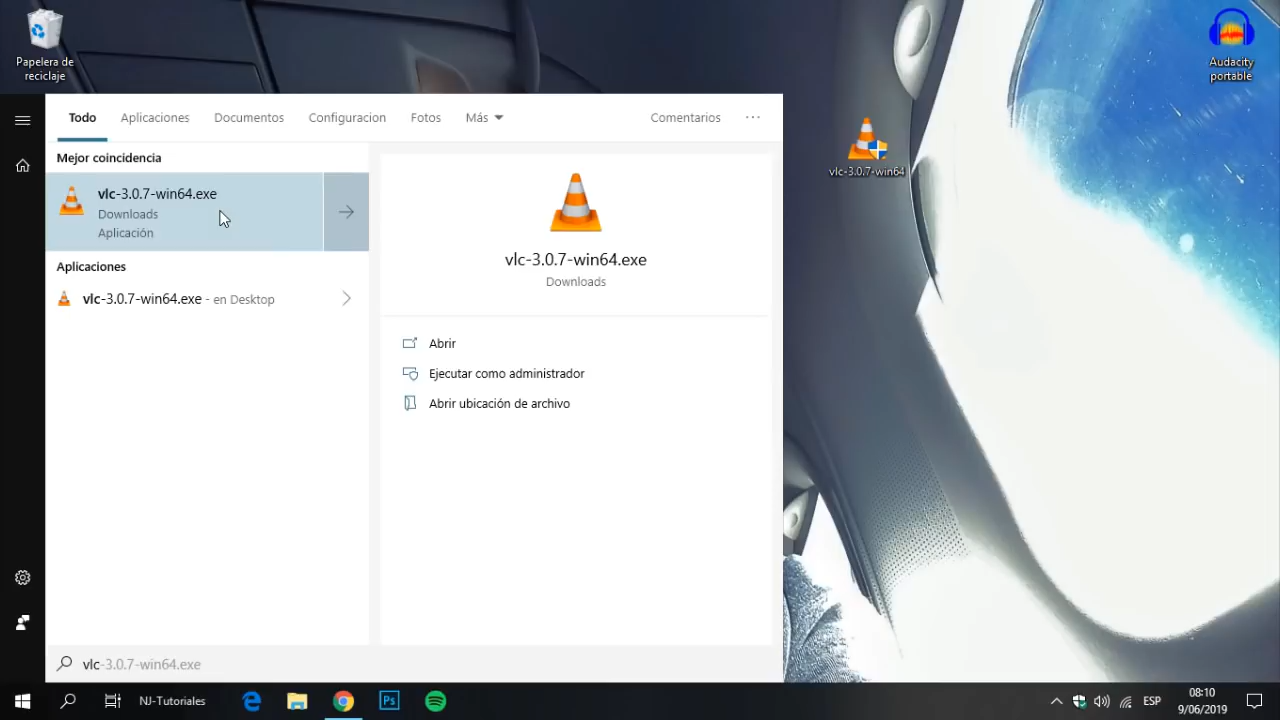 Papelera de
reciclaje
Audacity
portable
vlc-3.0.7-win64
Todo Aplicaciones Documentos Configuracion Fotos Más Comentarios ...
Mejor coincidencia
vlc-3.0.7-win64.exe
Downloads
Aplicación
Aplicaciones
vlc-3.0.7-win64.exe - en Desktop
vlc-3.0.7-win64.exe
Downloads
Abrir
Ejecutar como administrador
Abrir ubicación de archivo
vlc-3.0.7-win64.exe
NJ-Tutoriales
Ps
ESP
08:10
9/06/2019